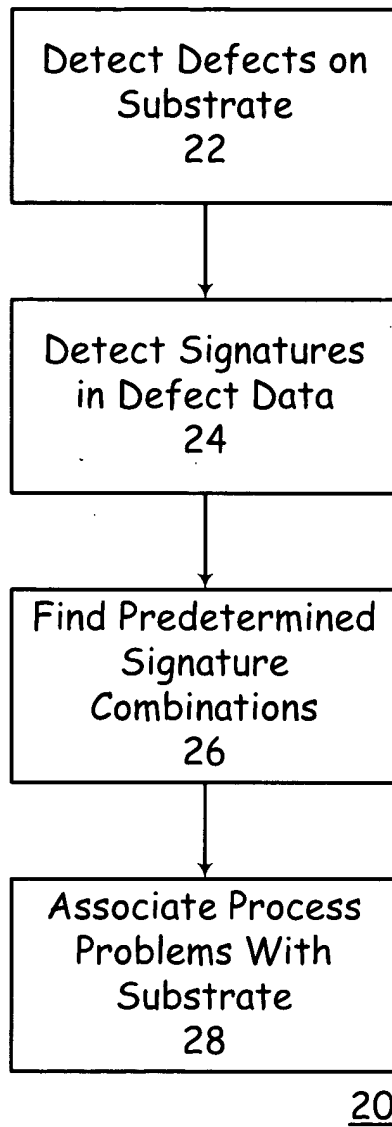 Detect Defects on
Substrate
22
Detect Signatures
in Defect Data
24
Find Predetermined
Signature
Combinations
26
Associate Process
Problems With
Substrate
28
20